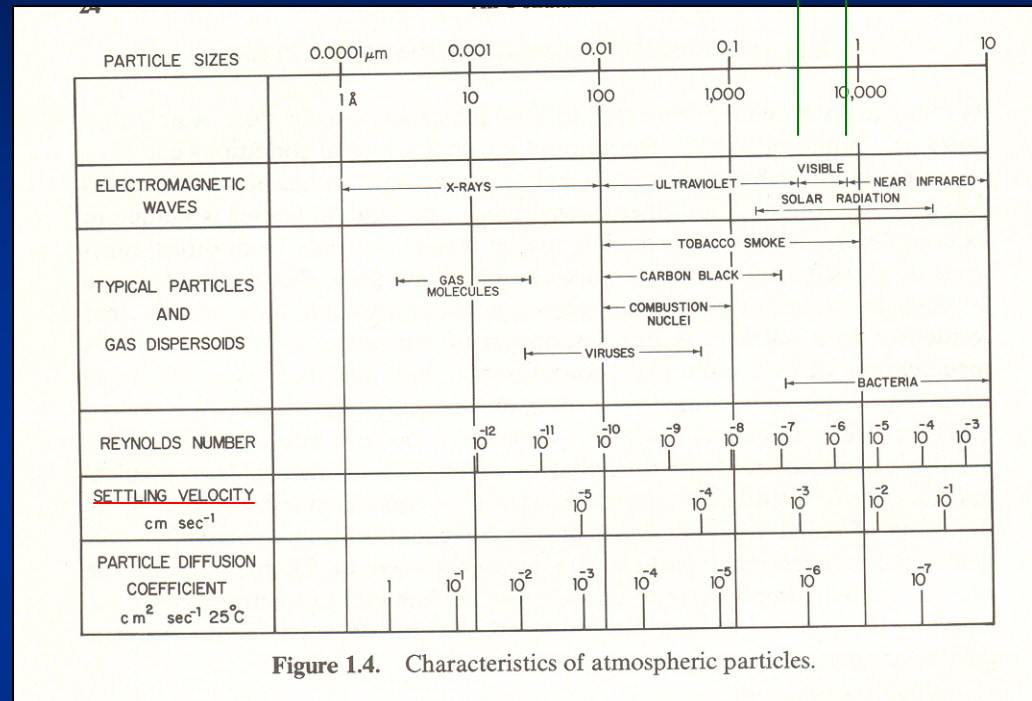 24
PARTICLE SIZES 0.0001μm 0.001 0.01 0.1 1 10
1 Å 10 100 1,000 10,000
ELECTROMAGNETIC WAVES
X-RAYS ULTRAVIOLET VISIBLE NEAR INFRARED
SOLAR RADIATION
TYPICAL PARTICLES
AND
GAS DISPERSOIDS
TOBACCO SMOKE
GAS MOLECULES
CARBON BLACK
COMBUSTION NUCLEI
VIRUSES
BACTERIA
REYNOLDS NUMBER 10⁻¹² 10⁻¹¹ 10⁻¹⁰ 10⁻⁹ 10⁻⁸ 10⁻⁷ 10⁻⁶ 10⁻⁵ 10⁻⁴ 10⁻³
SETTLING VELOCITY
cm sec⁻¹
10⁻⁵ 10⁻⁴ 10⁻³ 10⁻² 10⁻¹
PARTICLE DIFFUSION
COEFFICIENT
cm² sec⁻¹ 25°C
1 10⁻¹ 10⁻² 10⁻³ 10⁻⁴ 10⁻⁵ 10⁻⁶ 10⁻⁷
Figure 1.4. Characteristics of atmospheric particles.